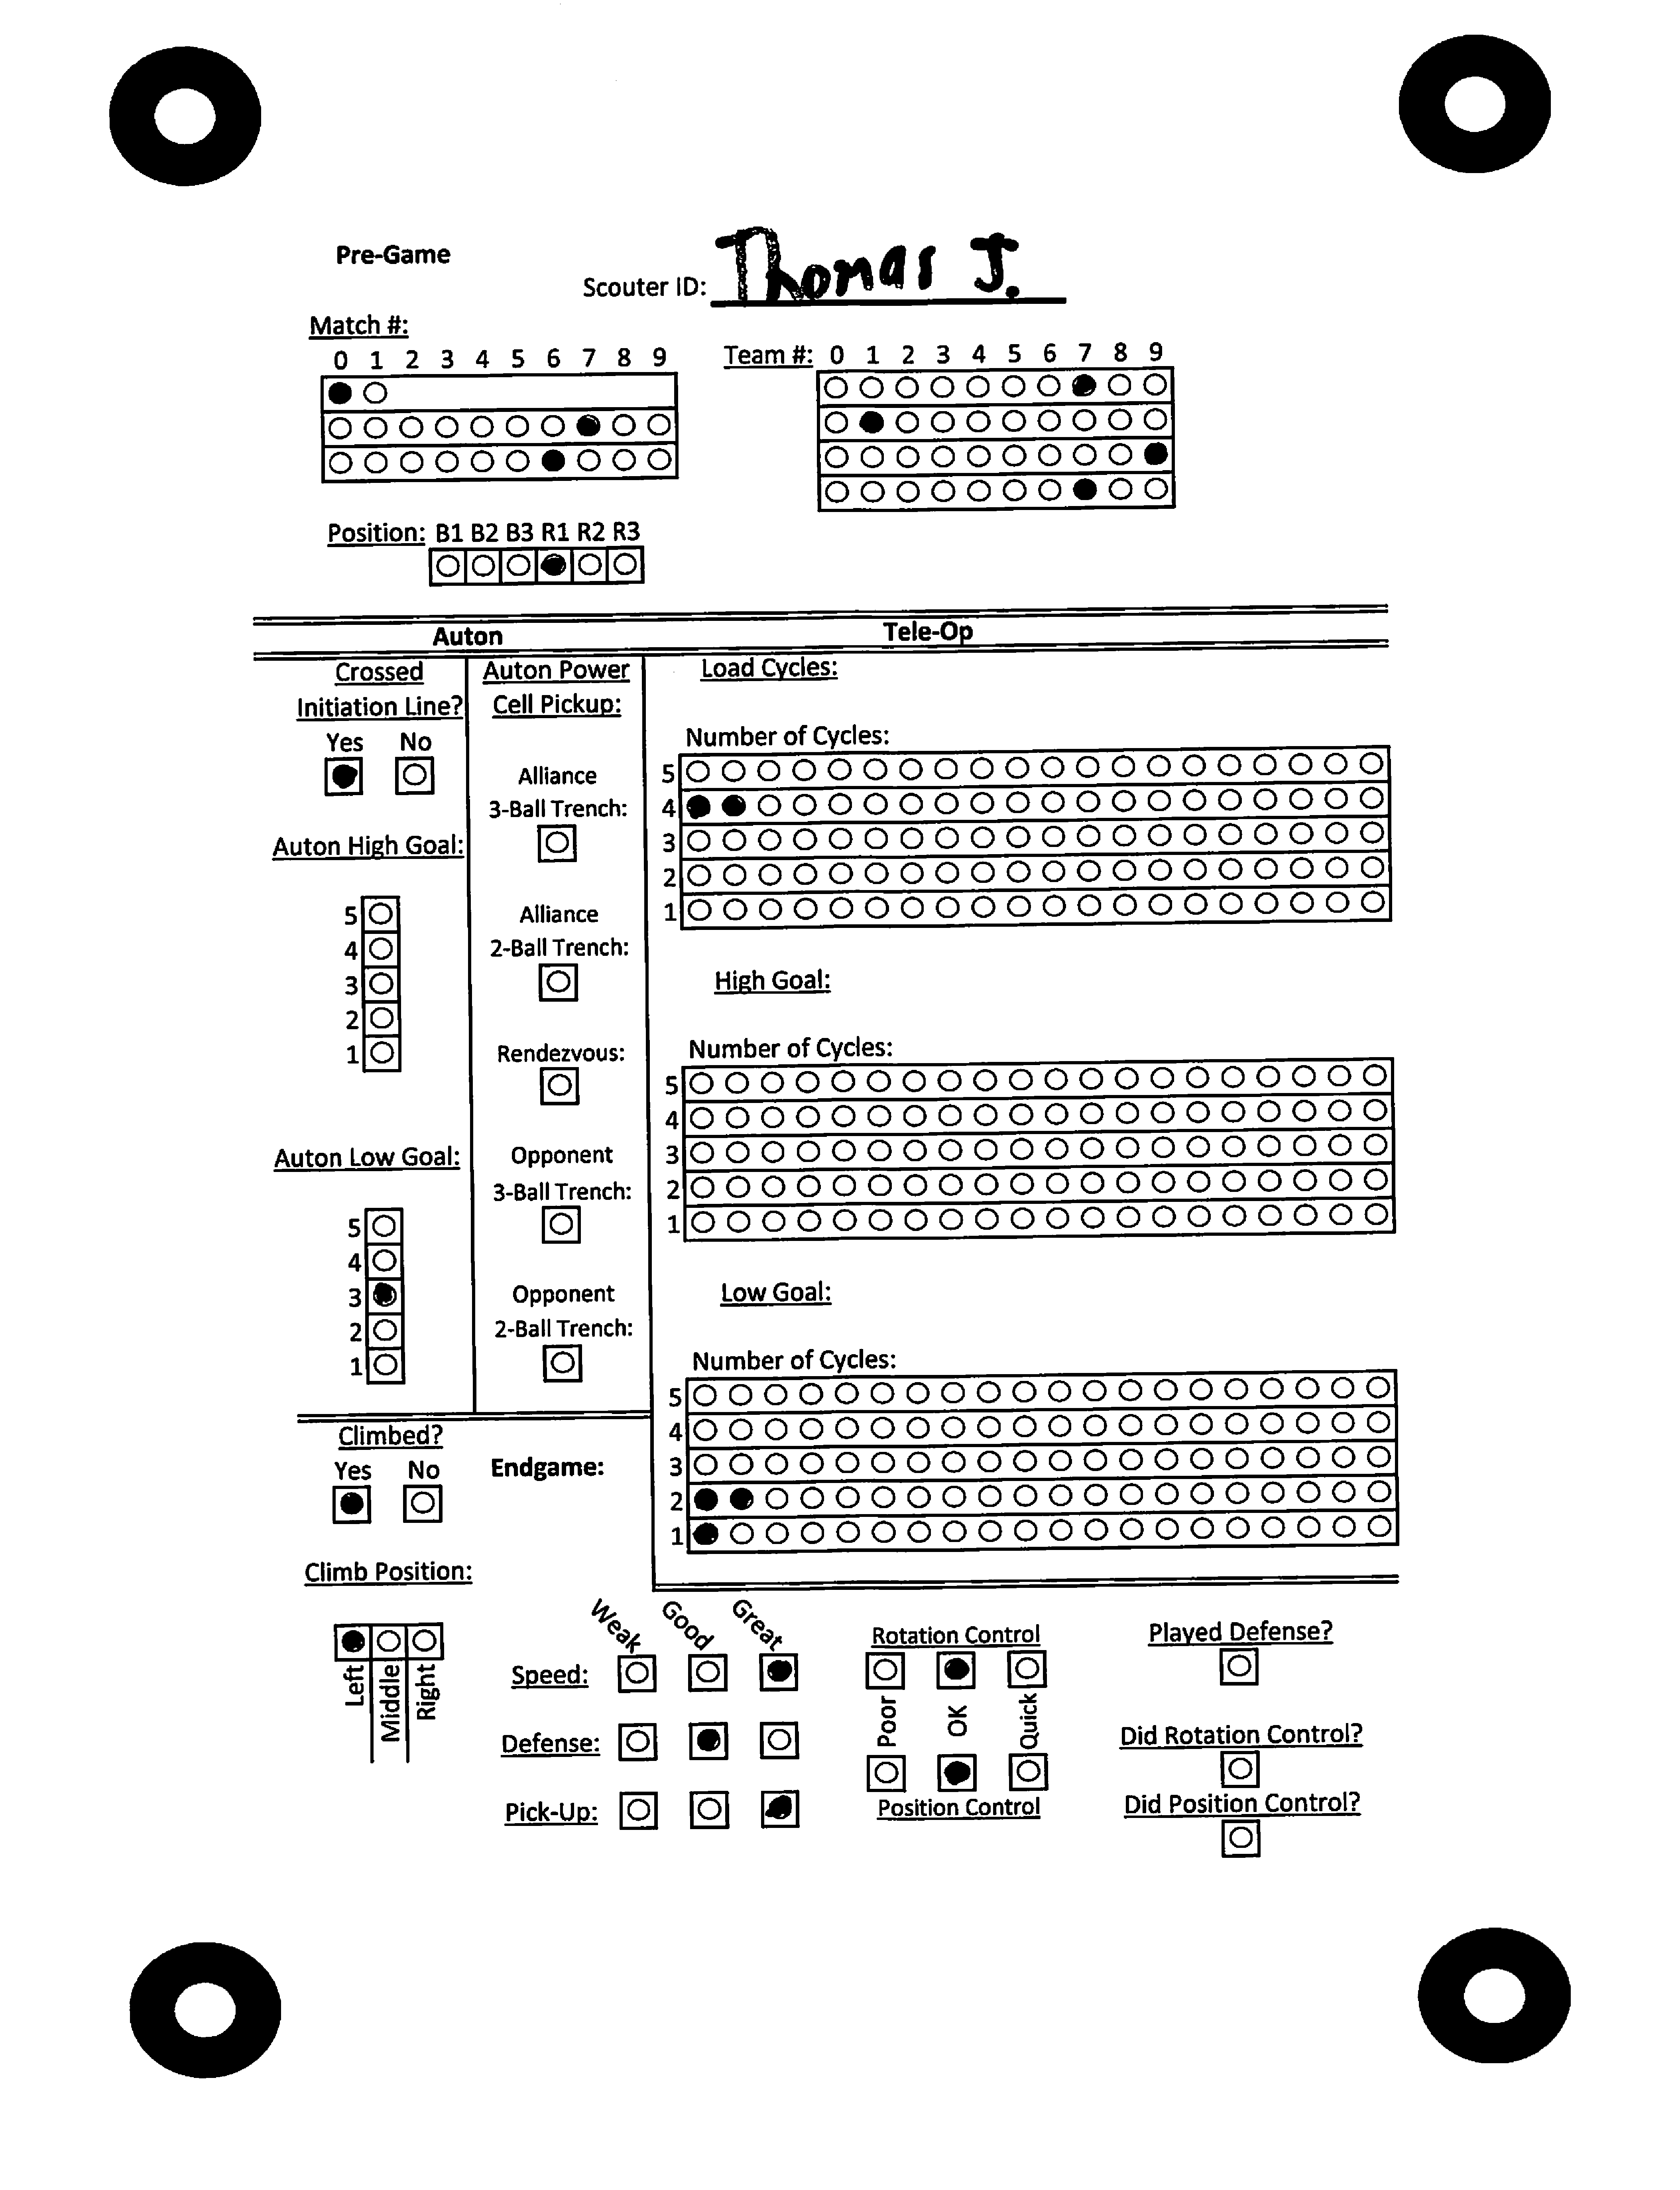 Pre-Game
Scouter ID: Thomas J.
Match #:
0 1 2 3 4 5 6 7 8 9
Team #: 0 1 2 3 4 5 6 7 8 9
Position: B1 B2 B3 R1 R2 R3
Auton
Tele-Op
Crossed
Initiation Line?
Yes No
Auton High Goal:
5
4
3
2
1
Auton Low Goal:
5
4
3
2
1
Auton Power
Cell Pickup:
Alliance
3-Ball Trench:
Alliance
2-Ball Trench:
Rendezvous:
Opponent
3-Ball Trench:
Opponent
2-Ball Trench:
Load Cycles:
Number of Cycles:
5
4
3
2
1
High Goal:
Number of Cycles:
5
4
3
2
1
Low Goal:
Number of Cycles:
5
4
3
2
1
Climbed?
Yes No
Endgame:
Climb Position:
Left
Middle
Right
Weak Good Great
Speed:
Defense:
Pick-Up:
Rotation Control
Poor OK Quick
Position Control
Played Defense?
Did Rotation Control?
Did Position Control?